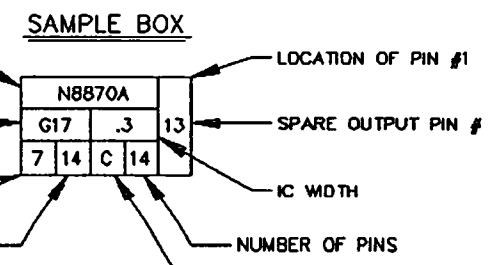 SAMPLE BOX
LOCATION OF PIN #1
N8870A
G17 .3 13
SPARE OUTPUT PIN #
7 14 C 14
IC WIDTH
NUMBER OF PINS